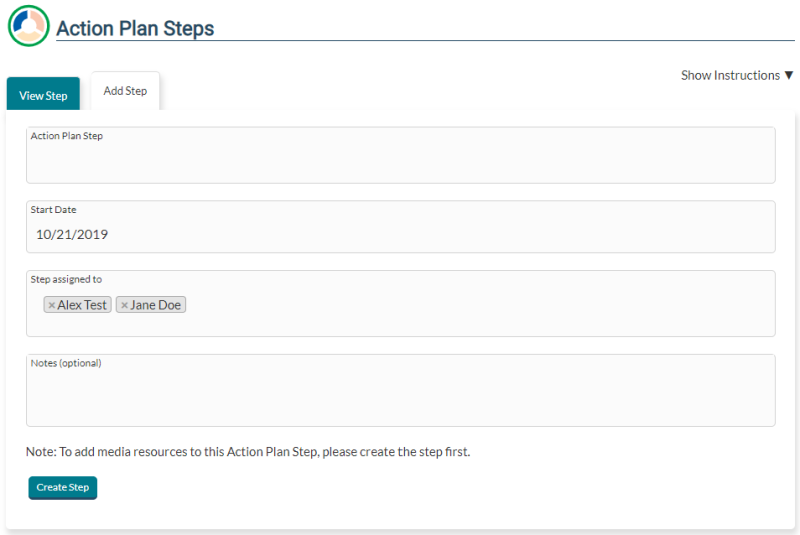 Action Plan Steps
Show Instructions ▼
View Step
Add Step
Action Plan Step
Start Date
10/21/2019
Step assigned to
×Alex Test ×Jane Doe
Notes (optional)
Note: To add media resources to this Action Plan Step, please create the step first.
Create Step